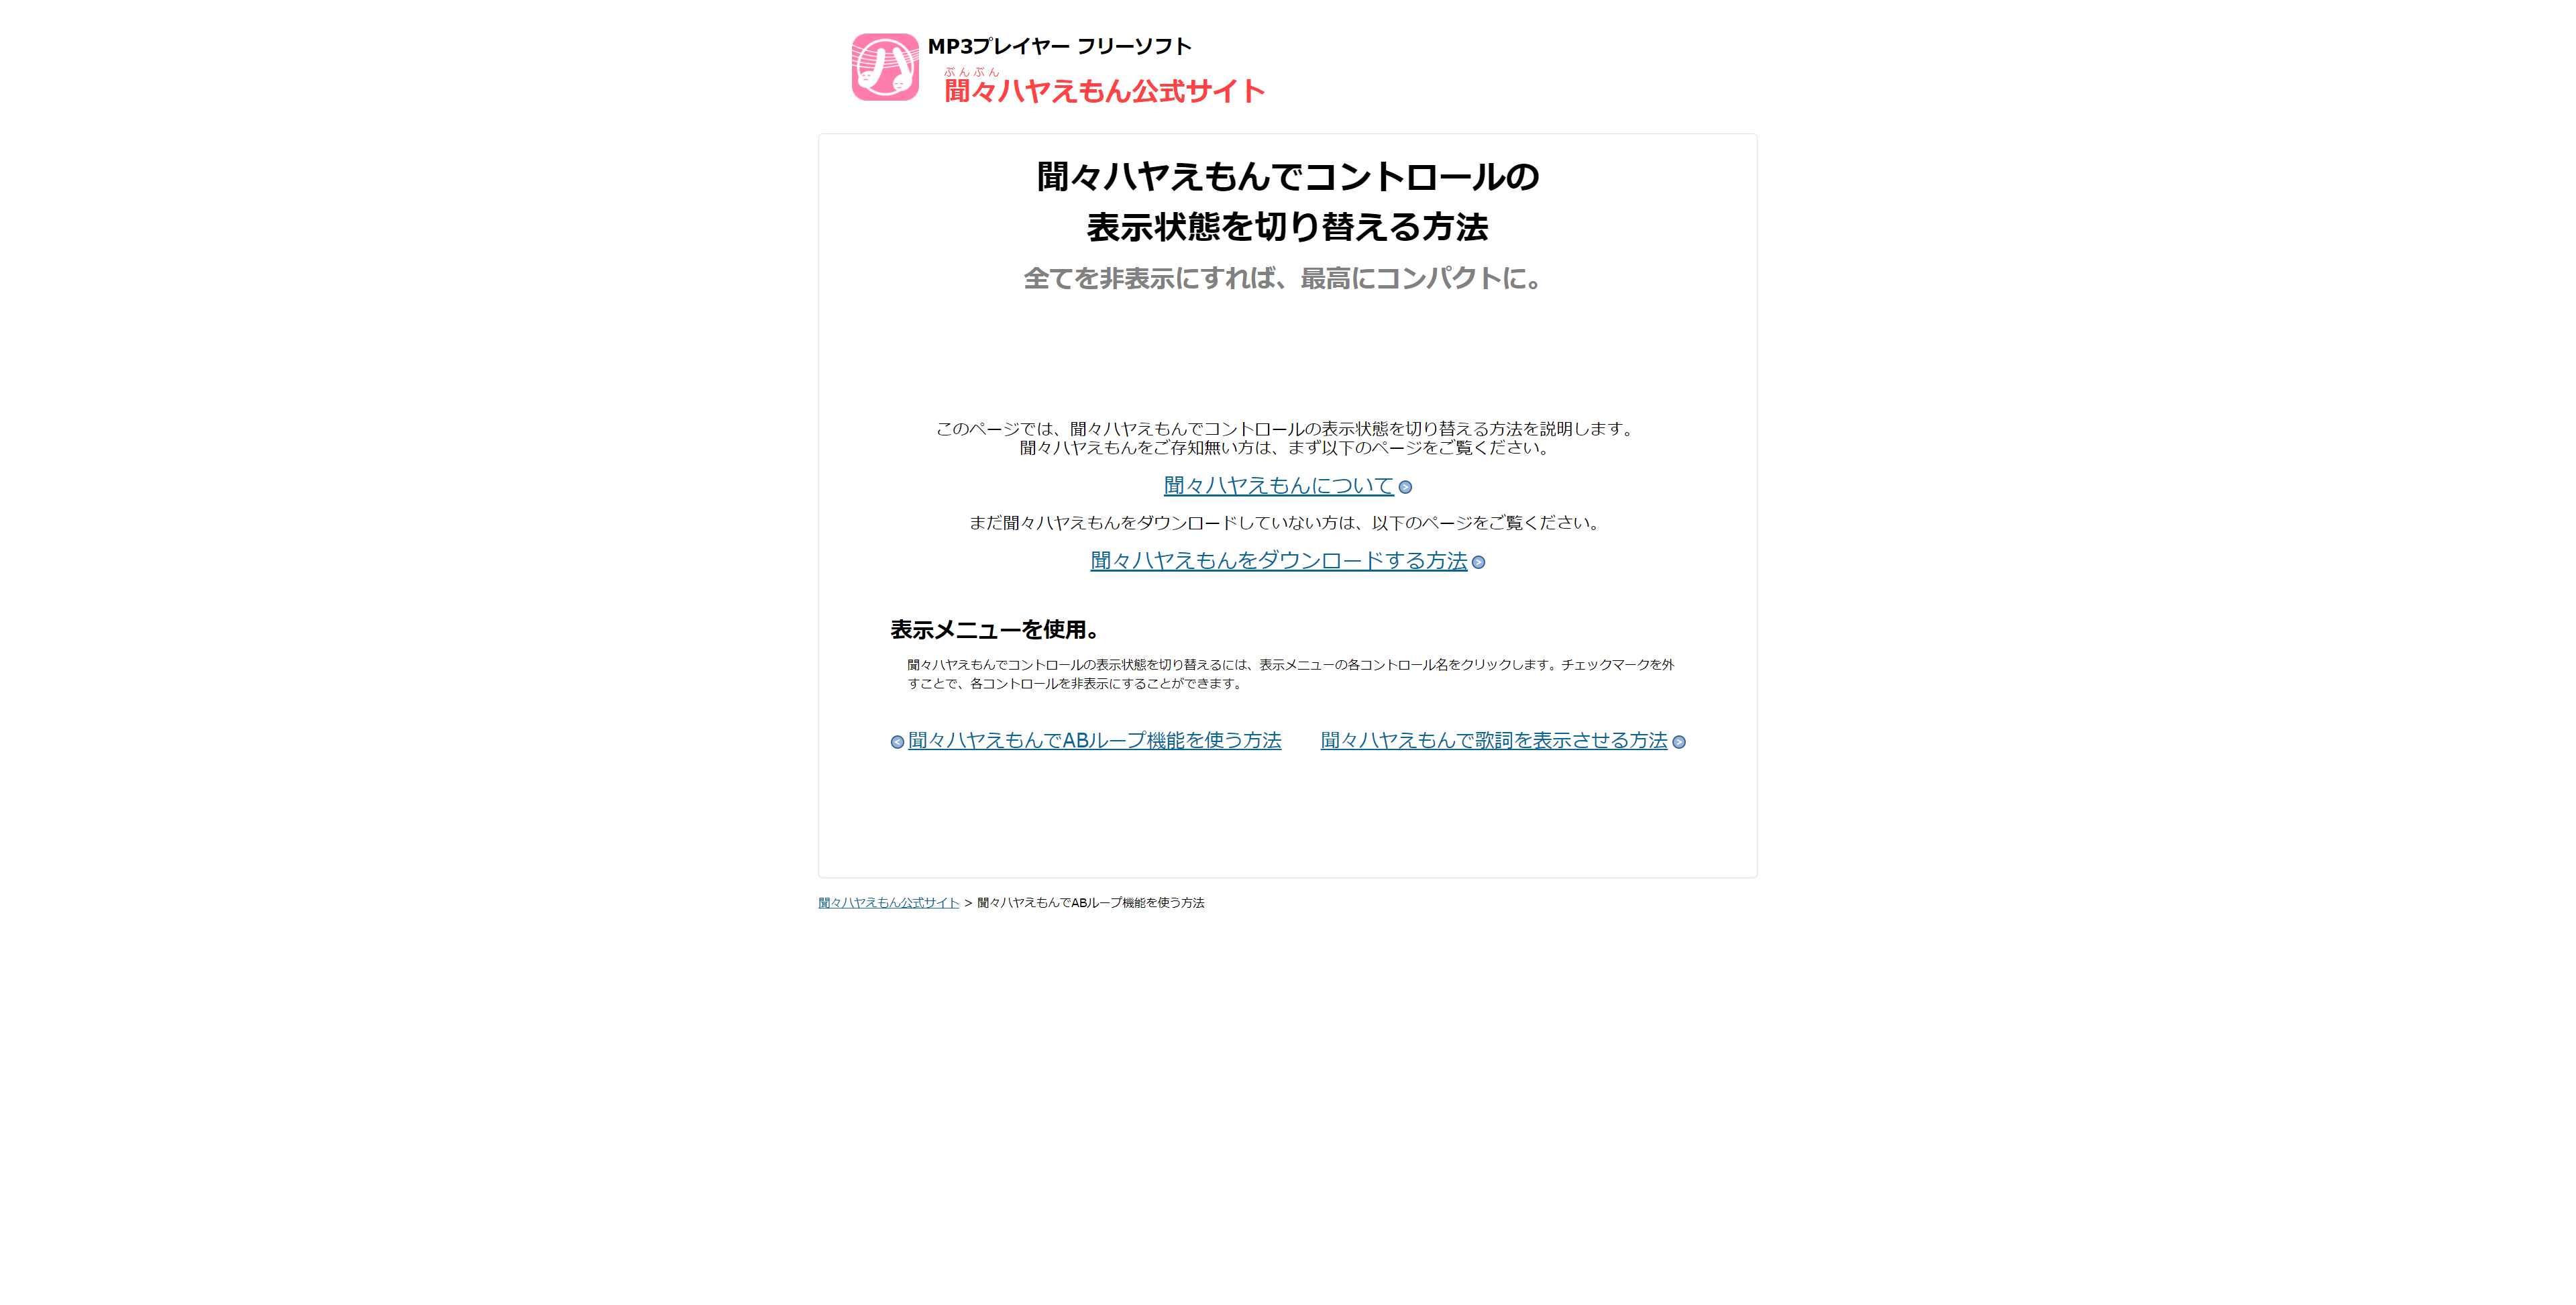 MP3プレイヤー フリーソフト
ぶんぶん
聞々ハヤえもん公式サイト
聞々ハヤえもんでコントロールの
表示状態を切り替える方法
全てを非表示にすれば、最高にコンパクトに。
このページでは、聞々ハヤえもんでコントロールの表示状態を切り替える方法を説明します。
聞々ハヤえもんをご存知無い方は、まず以下のページをご覧ください。
聞々ハヤえもんについて
まだ聞々ハヤえもんをダウンロードしていない方は、以下のページをご覧ください。
聞々ハヤえもんをダウンロードする方法
表示メニューを使用。
聞々ハヤえもんでコントロールの表示状態を切り替えるには、表示メニューの各コントロール名をクリックします。チェックマークを外
すことで、各コントロールを非表示にすることができます。
聞々ハヤえもんでABループ機能を使う方法 聞々ハヤえもんで歌詞を表示させる方法
聞々ハヤえもん公式サイト > 聞々ハヤえもんでABループ機能を使う方法